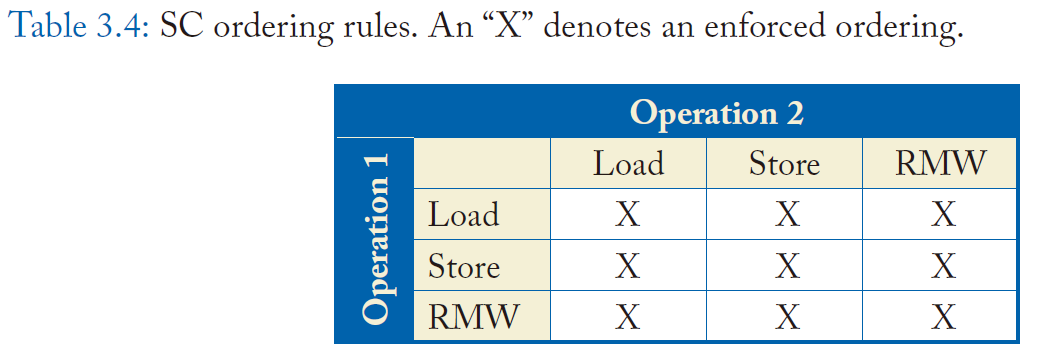 Table 3.4: SC ordering rules. An “X” denotes an enforced ordering.
Operation 2
Operation 1
Load Store RMW
Load X X X
Store X X X
RMW X X X